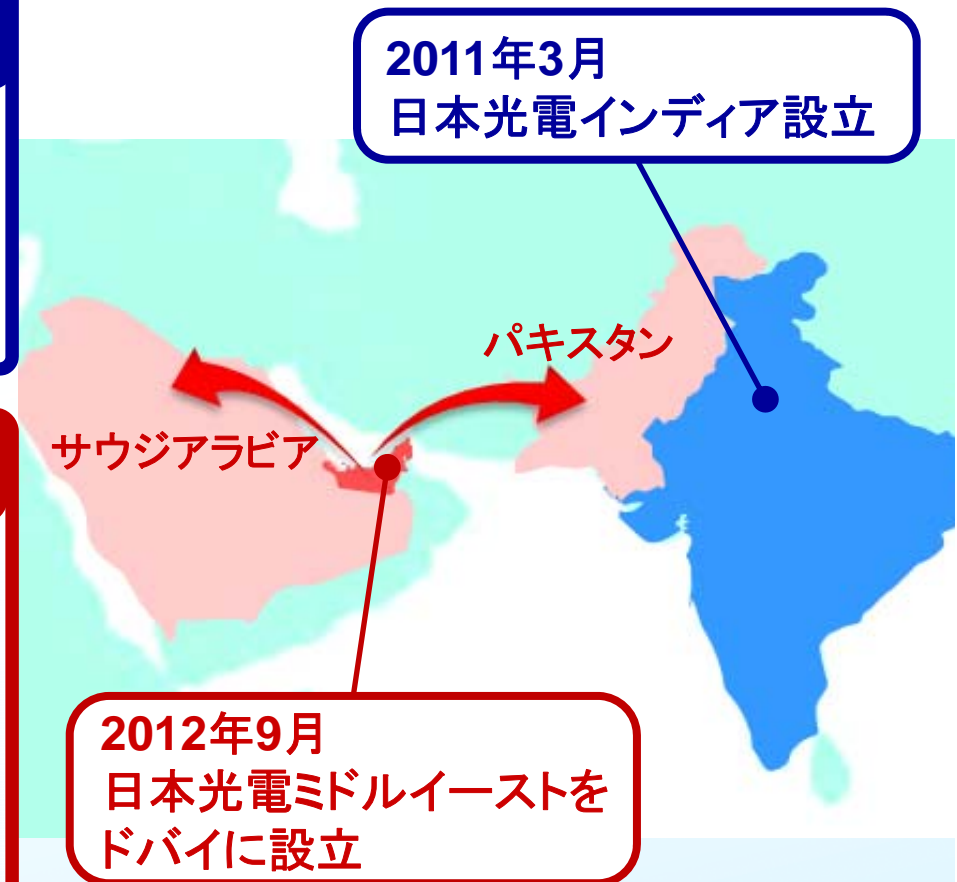 2011年3月
日本光電インディア設立
パキスタン
サウジアラビア
2012年9月
日本光電ミドルイーストを
ドバイに設立